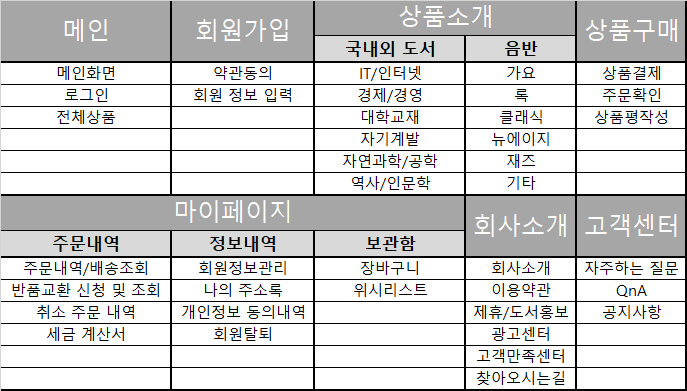 메인 회원가입 상품소개 상품구매
국내외 도서 음반
메인화면 약관동의 IT/인터넷 가요 상품결제
로그인 회원 정보 입력 경제/경영 록 주문확인
전체상품 대학교재 클래식 상품평작성
자기계발 뉴에이지
자연과학/공학 재즈
역사/인문학 기타
마이페이지 회사소개 고객센터
주문내역 정보내역 보관함
주문내역/배송조회 회원정보관리 장바구니 회사소개 자주하는 질문
반품교환 신청 및 조회 나의 주소록 위시리스트 이용약관 QnA
취소 주문 내역 개인정보 동의내역 제휴/도서홍보 공지사항
세금 계산서 회원탈퇴 광고센터
고객만족센터
찾아오시는길